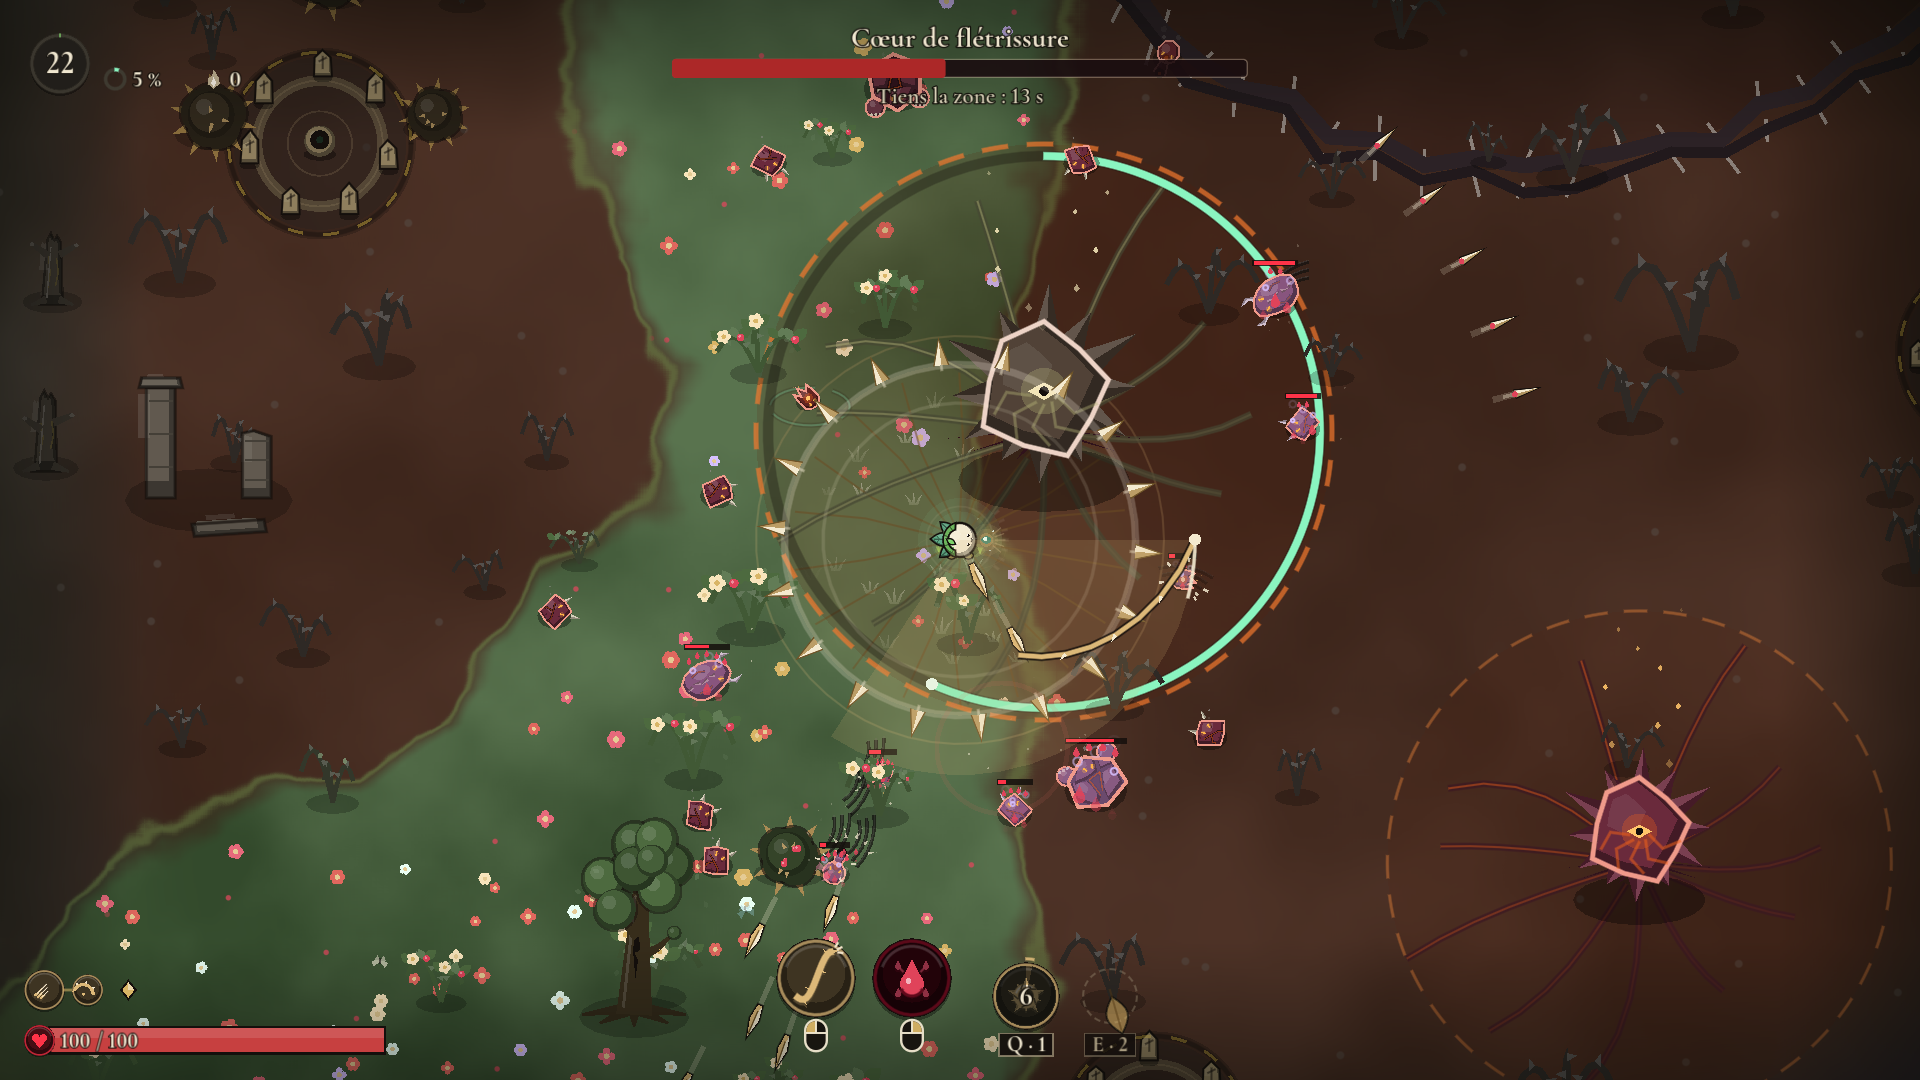 Cœur de flétrissure
Tiens la zone : 13 s
22
5 %
0
6
Q · 1
E · 2
100 / 100